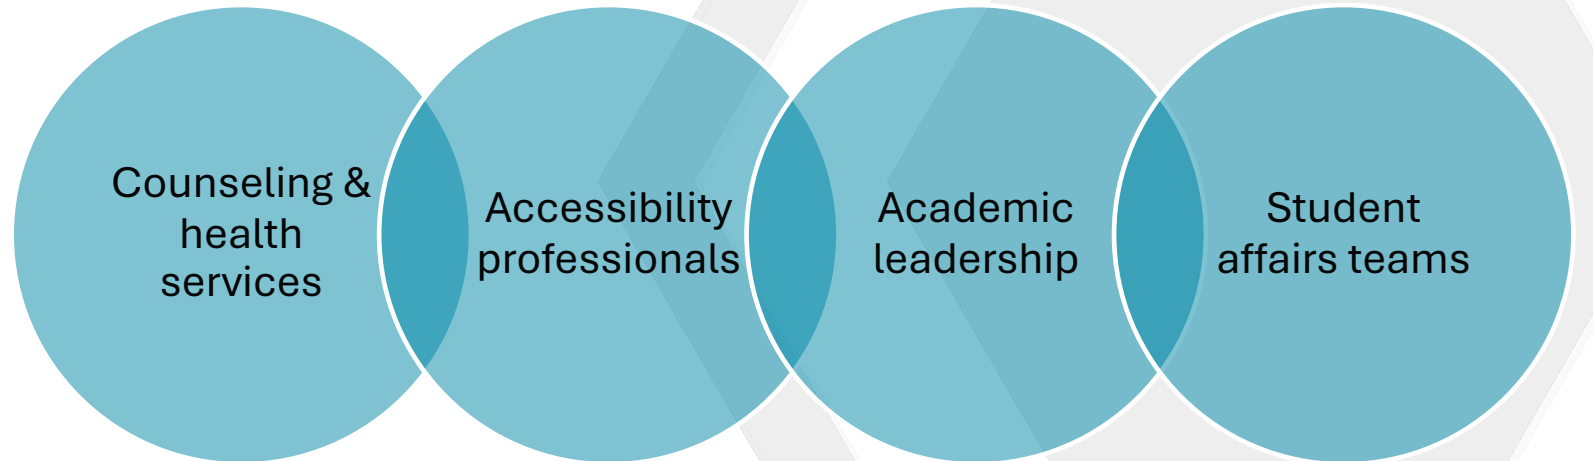 Counseling &
health
services
Accessibility
professionals
Academic
leadership
Student
affairs teams